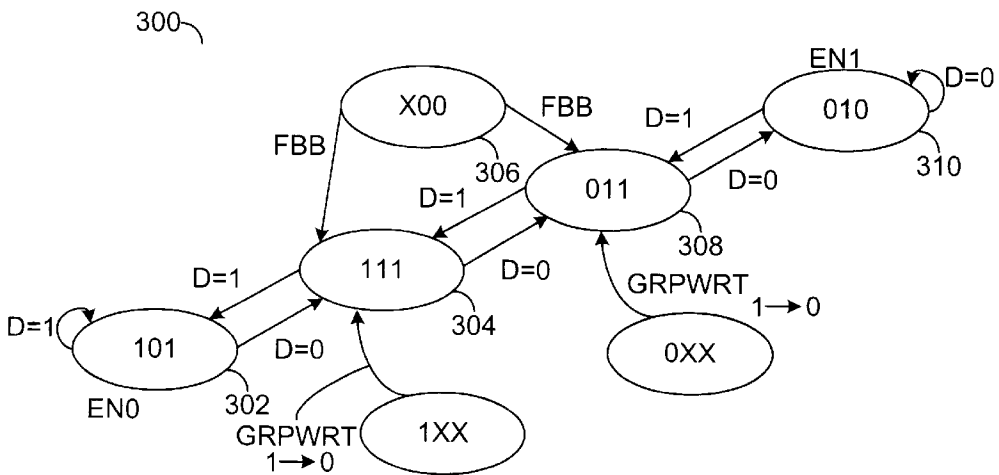 300
EN1
X00
010
D=0
FBB
FBB
D=1
306
310
011
D=1
D=0
308
111
D=1
D=0
GRPWRT
1→0
304
D=1
101
D=0
0XX
302
EN0
GRPWRT
1→0
1XX